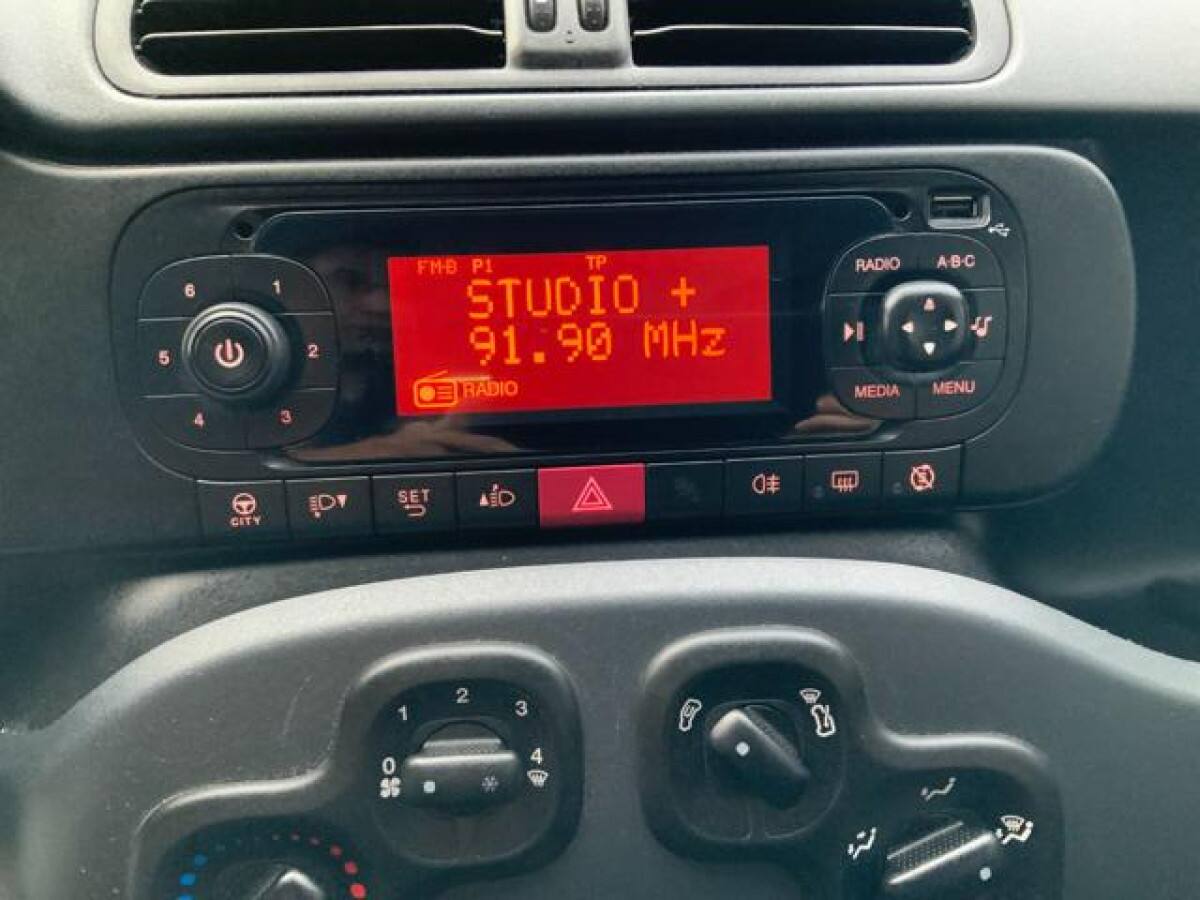 FM-B P1 TP
STUDIO +
91.90 MHz
RADIO
6 1
5 2
4 3
RADIO A·B·C
MEDIA MENU
CITY
SET
0 1 2 3 4